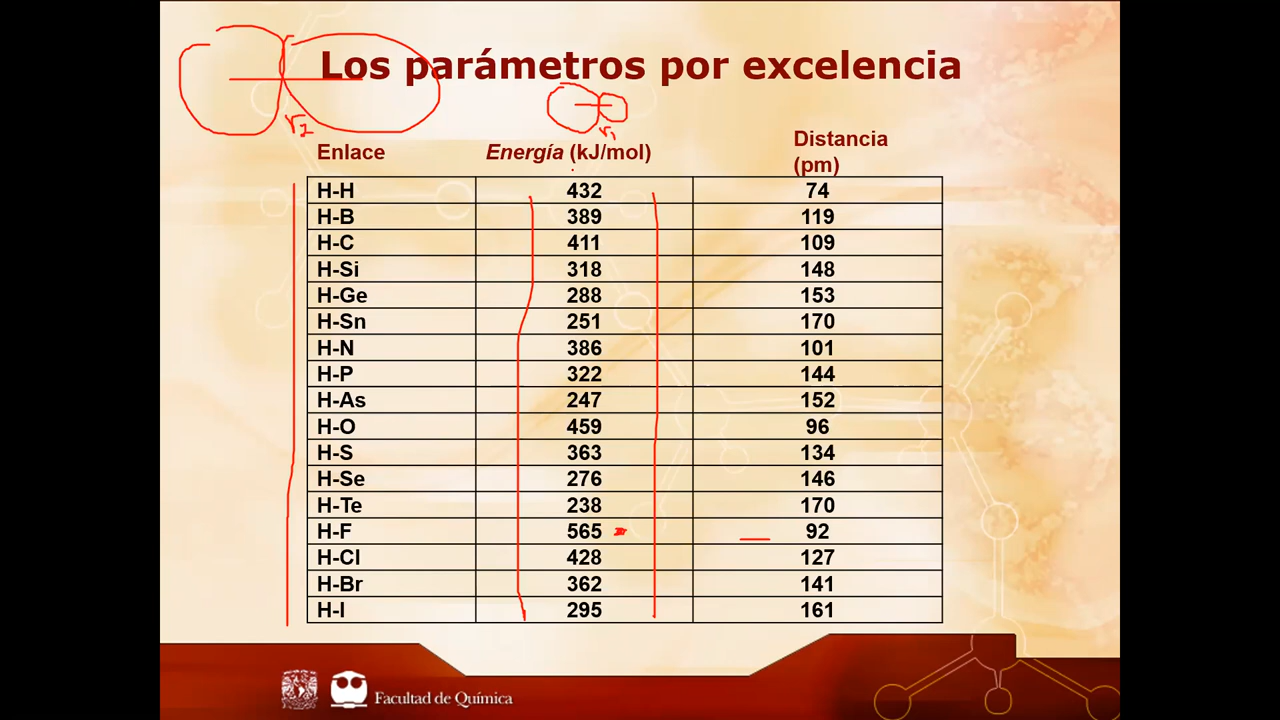 Los parámetros por excelencia
r2
r1
Enlace Energía (kJ/mol) Distancia (pm)
H-H 432 74
H-B 389 119
H-C 411 109
H-Si 318 148
H-Ge 288 153
H-Sn 251 170
H-N 386 101
H-P 322 144
H-As 247 152
H-O 459 96
H-S 363 134
H-Se 276 146
H-Te 238 170
H-F 565 92
H-Cl 428 127
H-Br 362 141
H-I 295 161
Facultad de Química